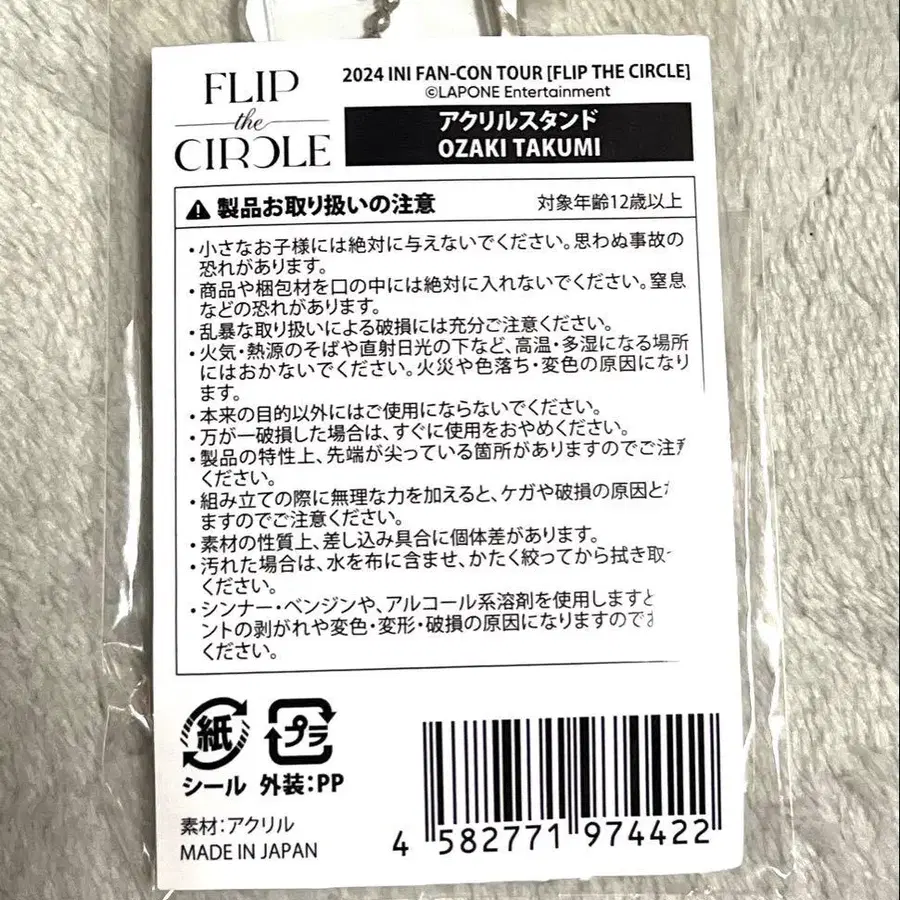 FLIP
the
CIRCLE
2024 INI FAN-CON TOUR [FLIP THE CIRCLE]
©LAPONE Entertainment
アクリルスタンド
OZAKI TAKUMI
製品お取り扱いの注意
対象年齢12歳以上
・小さなお子様には絶対に与えないでください。思わぬ事故の
恐れがあります。
・商品や梱包材を口の中には絶対に入れないでください。窒息
などの恐れがあります。
・乱暴な取り扱いによる破損には充分ご注意ください。
・火気・熱源のそばや直射日光の下など、高温・多湿になる場所
にはおかないでください。火災や色落ち・変色の原因になり
ます。
・本来の目的以外にはご使用にならないでください。
・万が一破損した場合は、すぐに使用をおやめください。
・製品の特性上、先端が尖っている箇所がありますのでご注
ください。
・組み立ての際に無理な力を加えると、ケガや破損の原因と
ますのでご注意ください。
・素材の性質上、差し込み具合に個体差があります。
・汚れた場合は、水を布に含ませ、かたく絞ってから拭き取
ください。
・シンナー・ベンジンや、アルコール系溶剤を使用しますと
ントの剥がれや変色・変形・破損の原因になりますので
ください。
紙
プラ
シール
外装:PP
素材:アクリル
MADE IN JAPAN
4 582771 974422